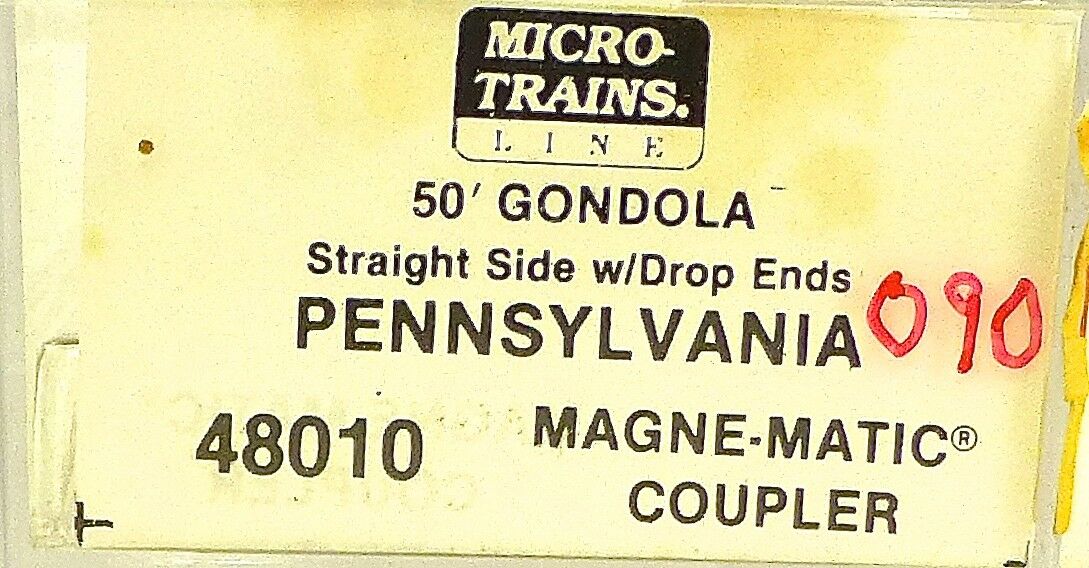 MICRO-
TRAINS.
LINE
50' GONDOLA
Straight Side w/Drop Ends
PENNSYLVANIA 090
48010 MAGNE-MATIC®
COUPLER